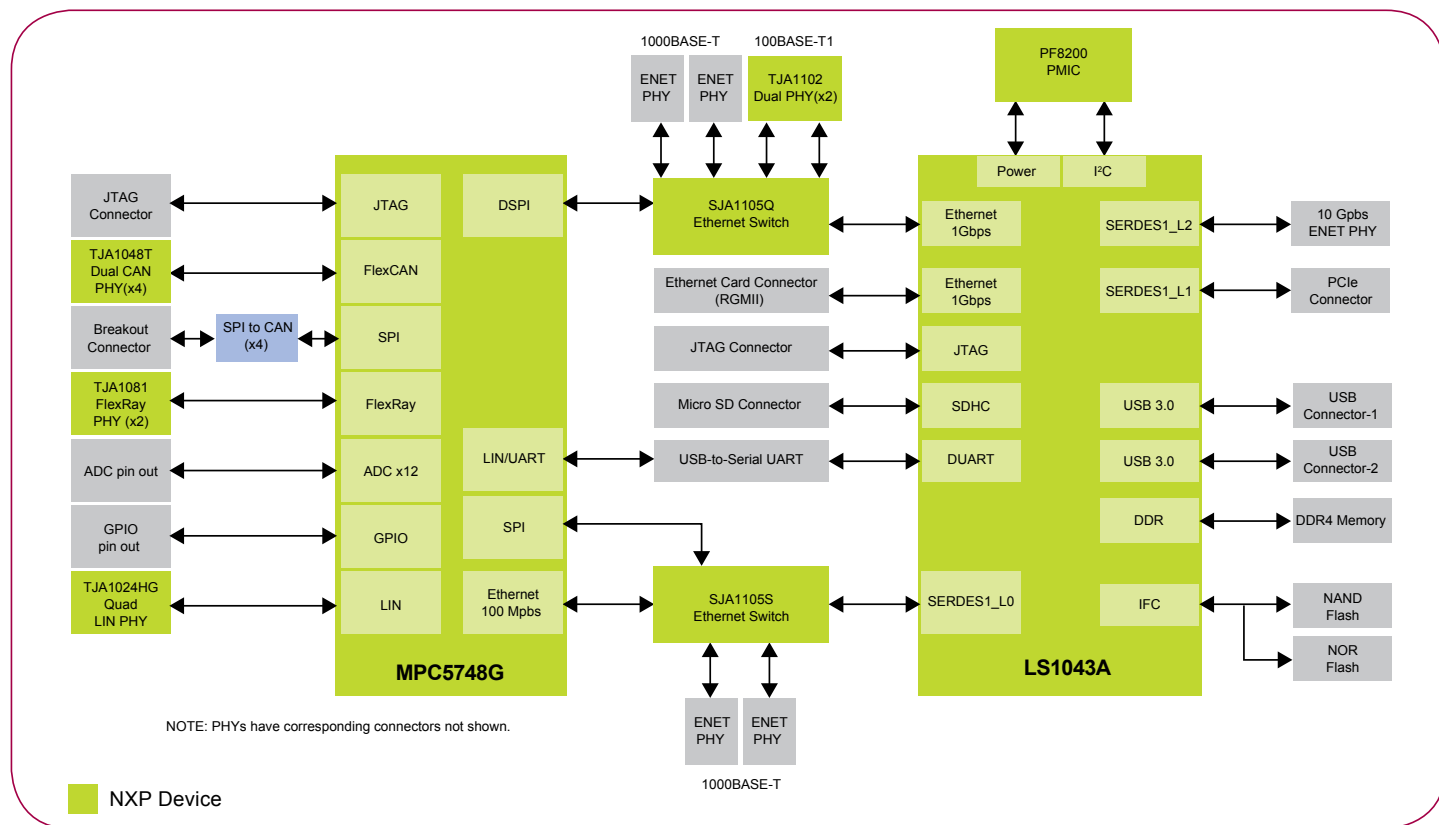 1000BASE-T
100BASE-T1
ENET
PHY
ENET
PHY
TJA1102
Dual PHY(x2)
PF8200
PMIC
JTAG
Connector
TJA1048T
Dual CAN
PHY(x4)
Breakout
Connector
SPI to CAN
(x4)
TJA1081
FlexRay
PHY (x2)
ADC pin out
GPIO
pin out
TJA1024HG
Quad
LIN PHY
JTAG
FlexCAN
SPI
FlexRay
ADC x12
GPIO
LIN
DSPI
LIN/UART
SPI
Ethernet
100 Mpbs
MPC5748G
SJA1105Q
Ethernet Switch
Ethernet Card Connector
(RGMII)
JTAG Connector
Micro SD Connector
USB-to-Serial UART
SJA1105S
Ethernet Switch
ENET
PHY
ENET
PHY
1000BASE-T
Power
I²C
Ethernet
1Gbps
Ethernet
1Gbps
JTAG
SDHC
DUART
SERDES1_L0
SERDES1_L2
SERDES1_L1
USB 3.0
USB 3.0
DDR
IFC
LS1043A
10 Gpbs
ENET PHY
PCIe
Connector
USB
Connector-1
USB
Connector-2
DDR4 Memory
NAND
Flash
NOR
Flash
NOTE: PHYs have corresponding connectors not shown.
NXP Device